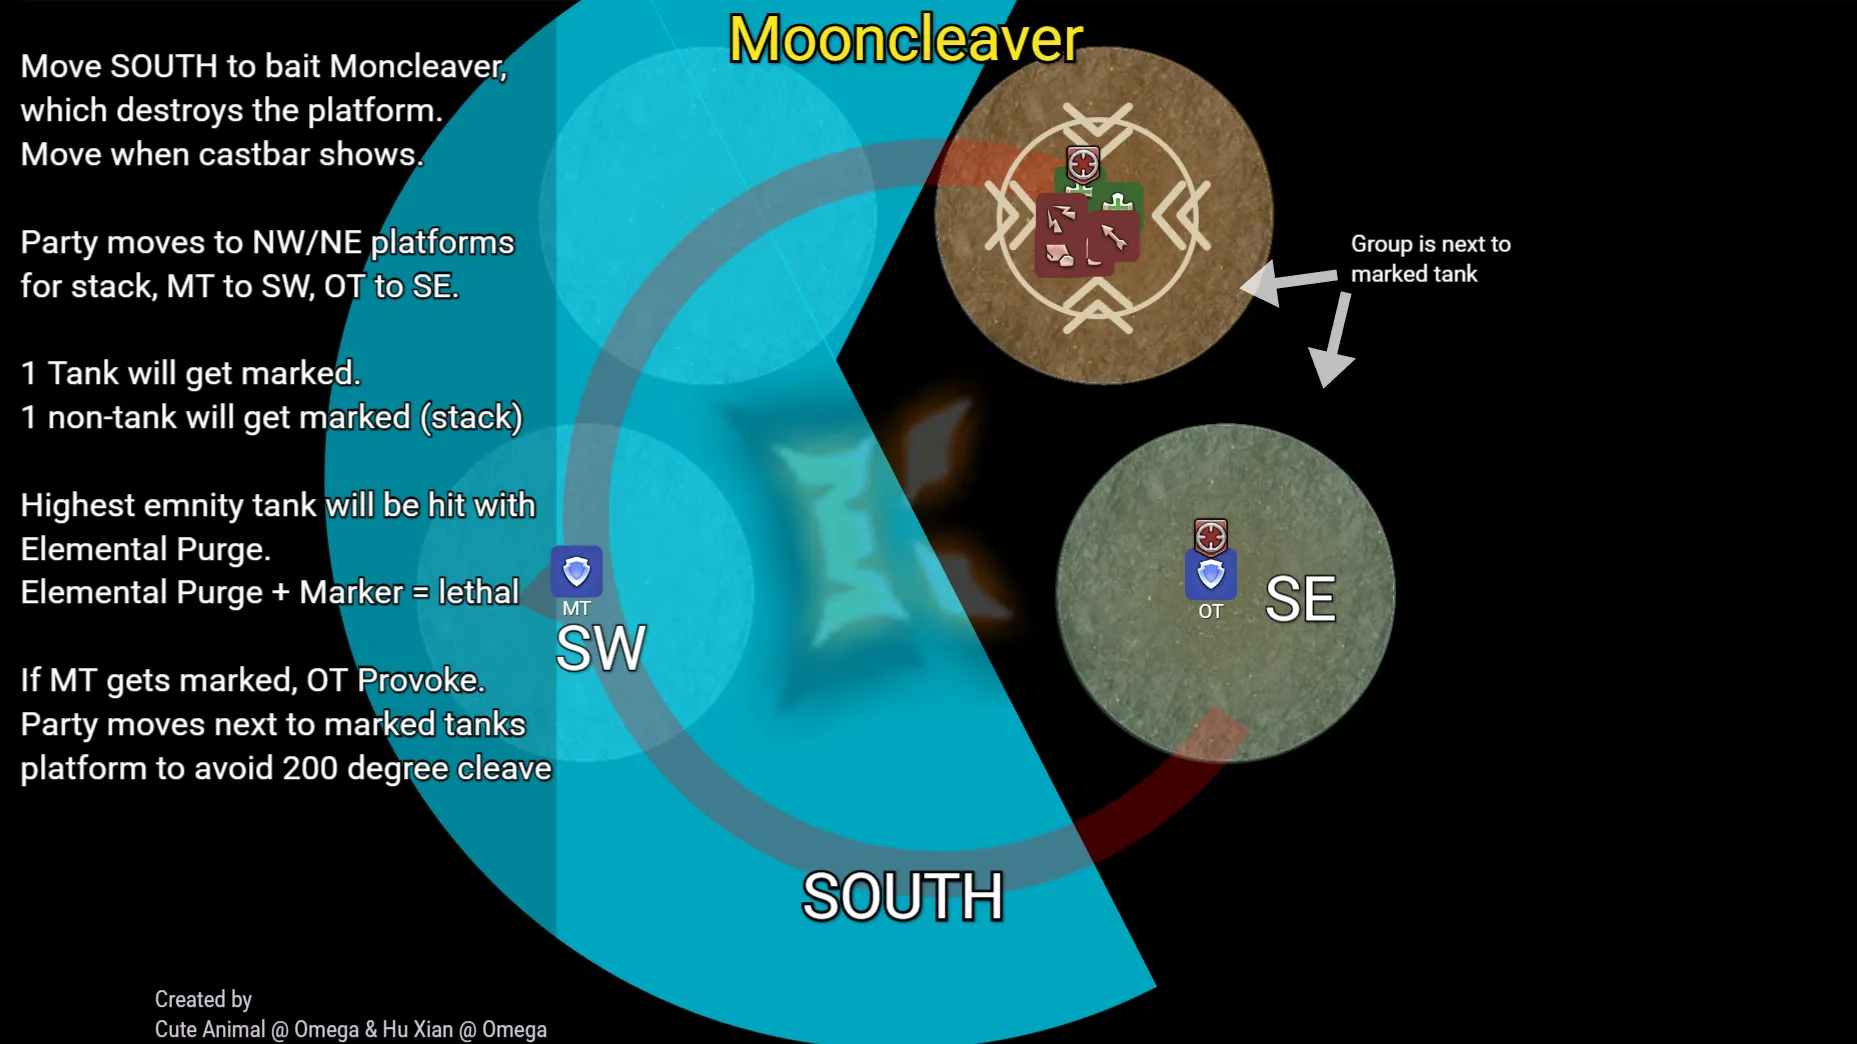 Mooncleaver
Move SOUTH to bait Moncleaver,
which destroys the platform.
Move when castbar shows.
Party moves to NW/NE platforms
for stack, MT to SW, OT to SE.
1 Tank will get marked.
1 non-tank will get marked (stack)
Highest emnity tank will be hit with
Elemental Purge.
Elemental Purge + Marker = lethal
If MT gets marked, OT Provoke.
Party moves next to marked tanks
platform to avoid 200 degree cleave
Group is next to
marked tank
MT
SW
OT
SE
SOUTH
Created by
Cute Animal @ Omega & Hu Xian @ Omega